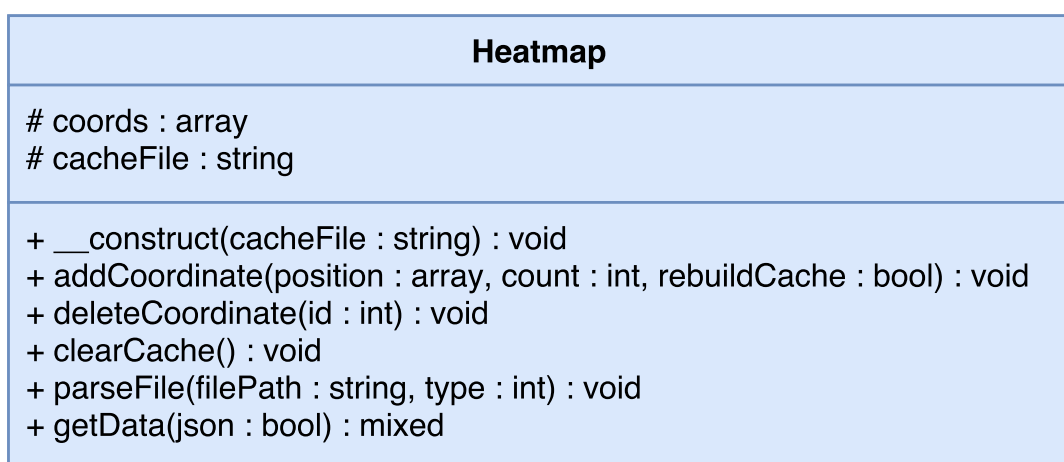 Heatmap
# coords : array
# cacheFile : string
+ __construct(cacheFile : string) : void
+ addCoordinate(position : array, count : int, rebuildCache : bool) : void
+ deleteCoordinate(id : int) : void
+ clearCache() : void
+ parseFile(filePath : string, type : int) : void
+ getData(json : bool) : mixed